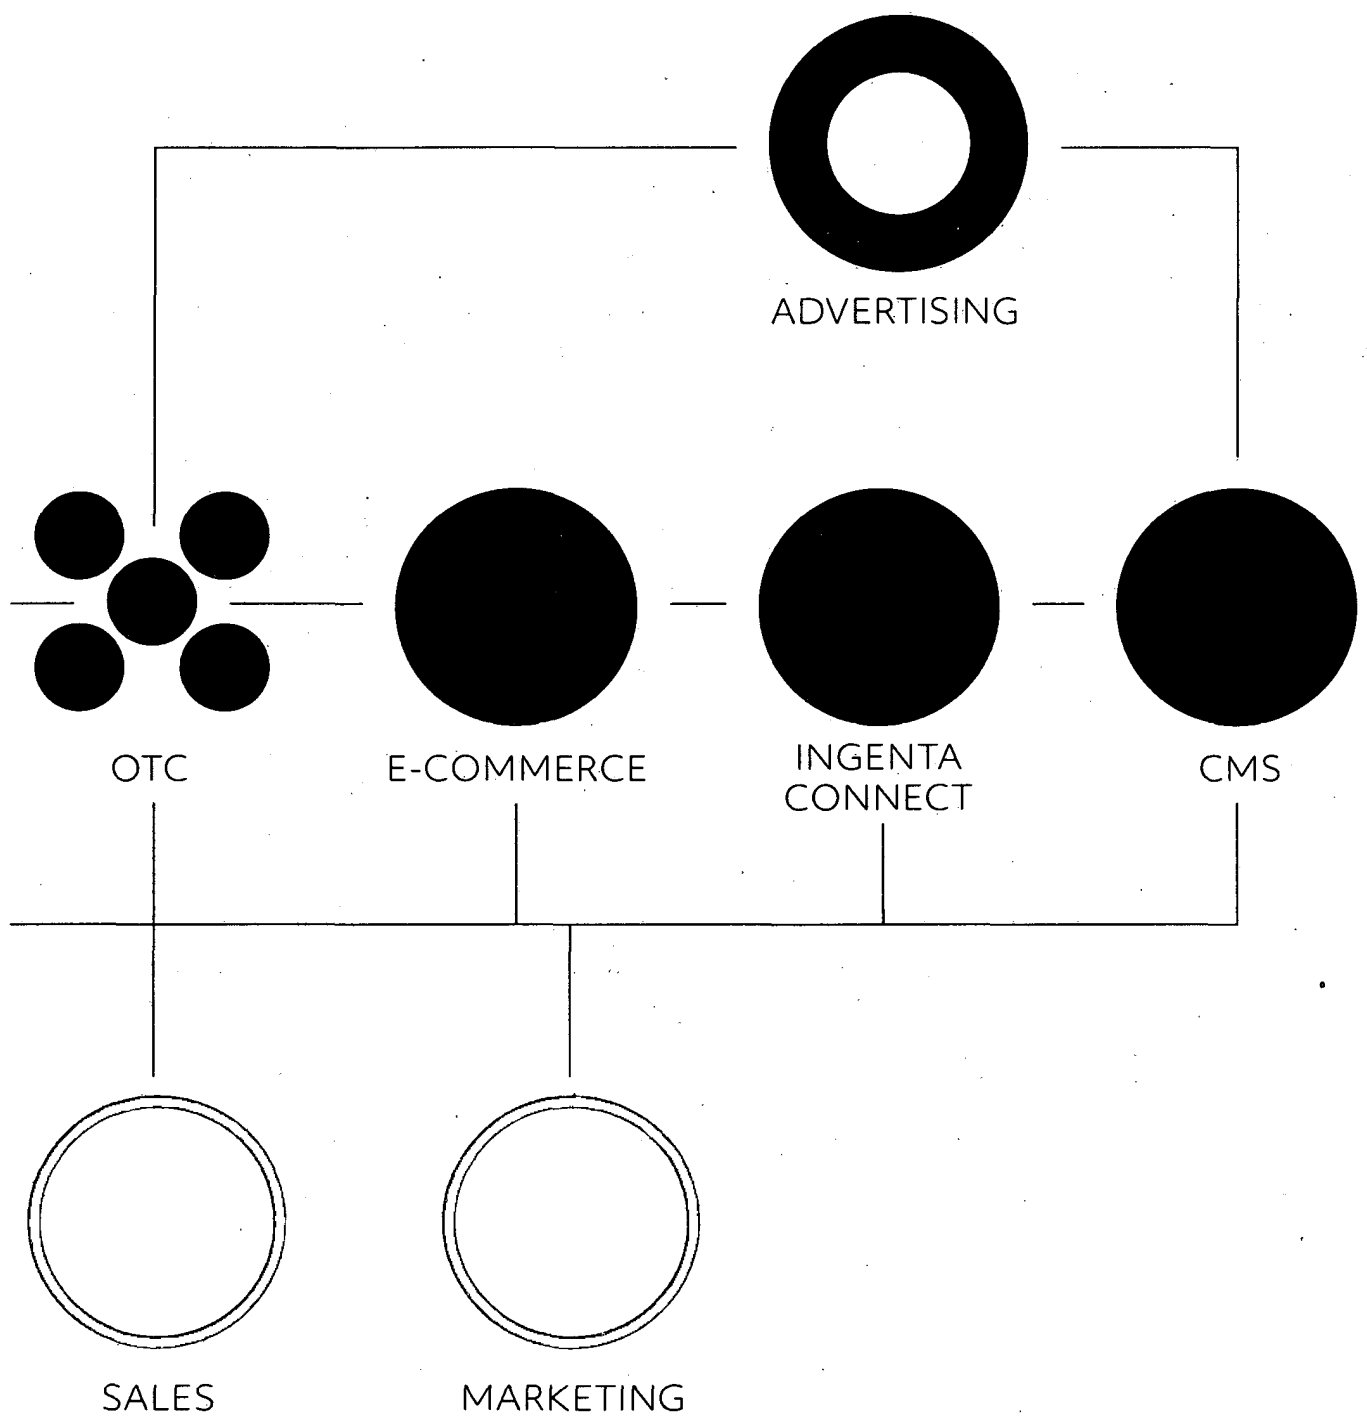 ADVERTISING
OTC
E-COMMERCE
INGENTA
CONNECT
CMS
SALES
MARKETING